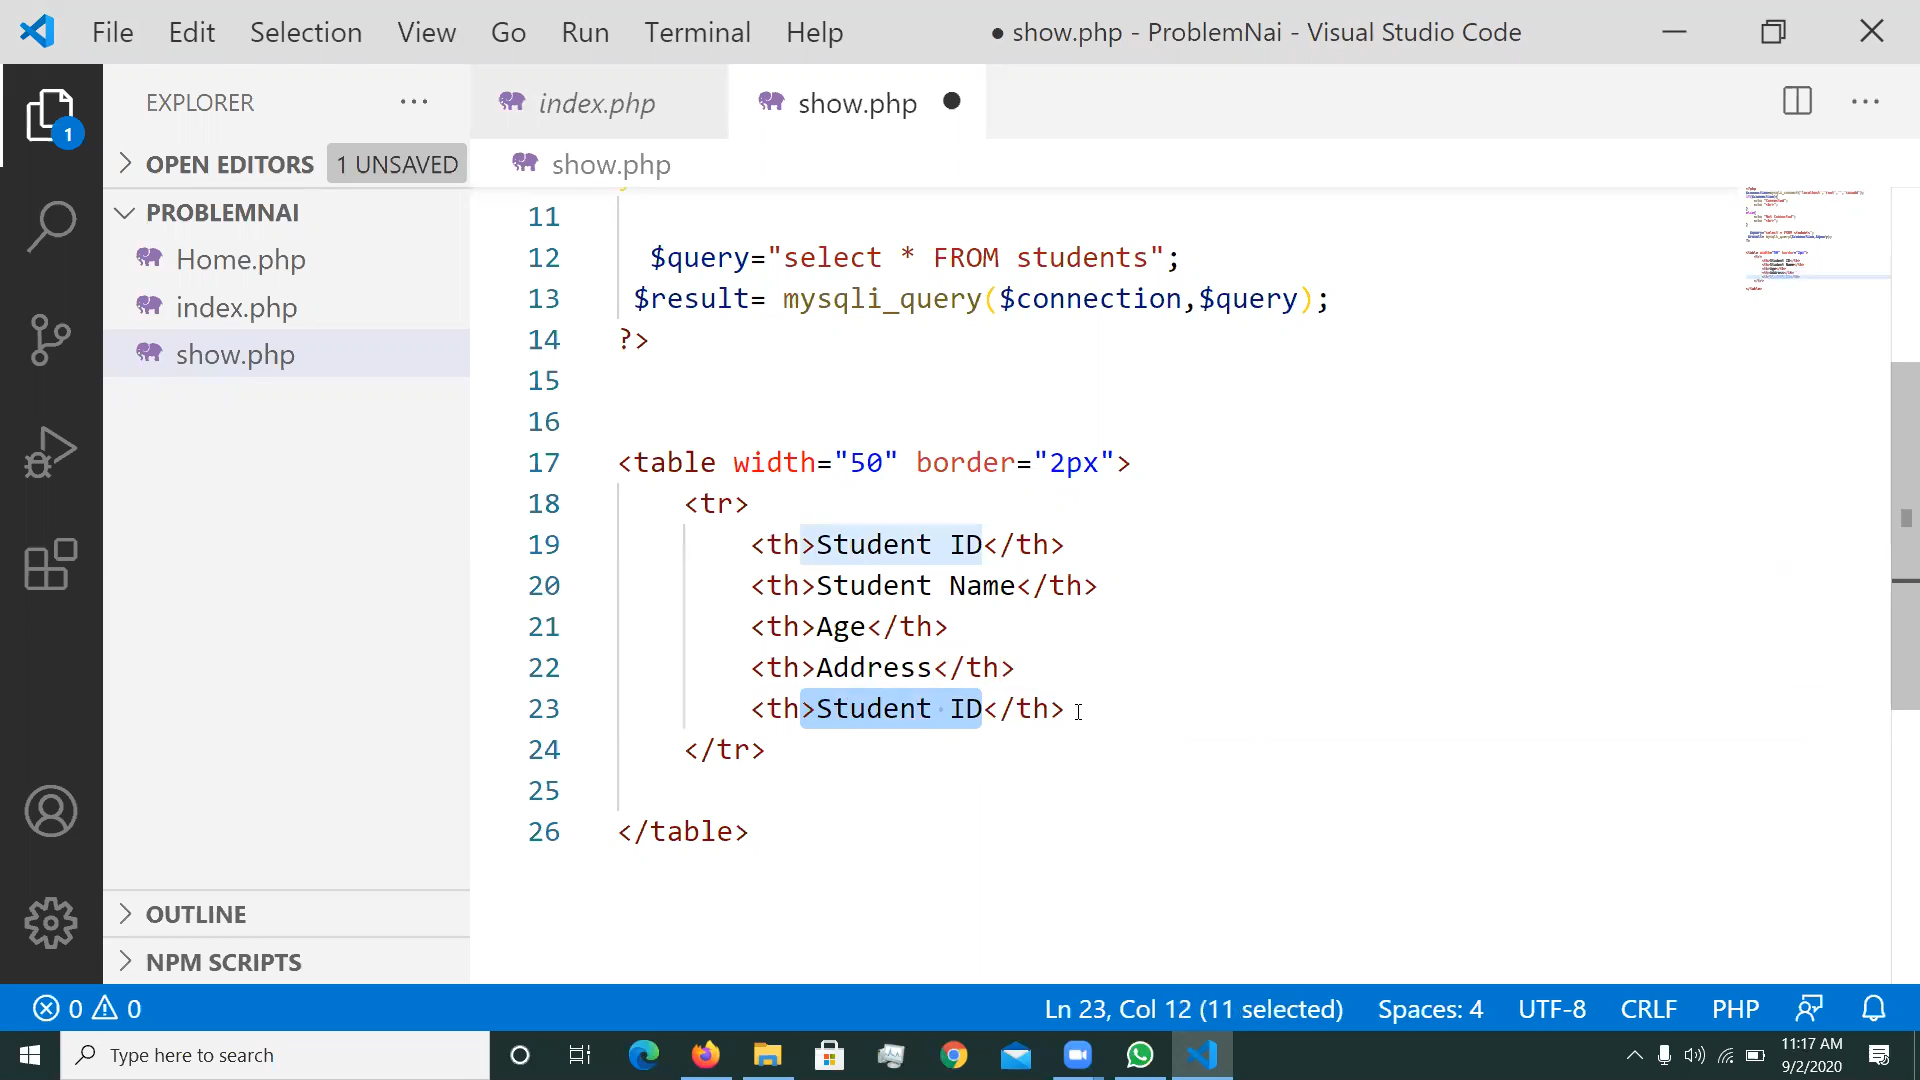 File Edit Selection View Go Run Terminal Help ● show.php - ProblemNai - Visual Studio Code
EXPLORER ···
index.php
show.php ●
OPEN EDITORS 1 UNSAVED
show.php
PROBLEMNAI
Home.php
index.php
show.php
1
11
12 $query="select * FROM students";
13 $result= mysqli_query($connection,$query);
14 ?>
15
16
17 <table width="50" border="2px">
18 <tr>
19 <th>Student ID</th>
20 <th>Student Name</th>
21 <th>Age</th>
22 <th>Address</th>
23 <th>Student ID</th>
24 </tr>
25
26 </table>
OUTLINE
NPM SCRIPTS
0 0
Ln 23, Col 12 (11 selected) Spaces: 4 UTF-8 CRLF PHP
Type here to search
11:17 AM
9/2/2020